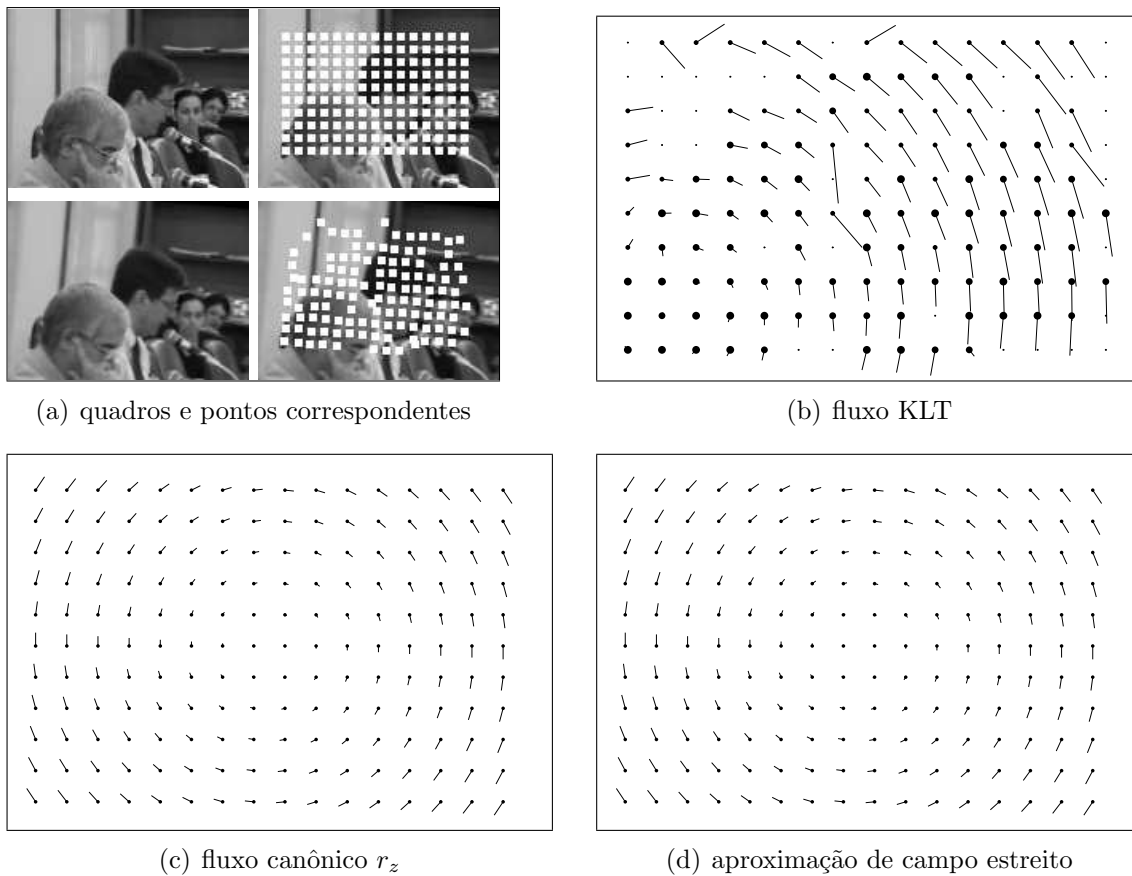 (a) quadros e pontos correspondentes
(b) fluxo KLT
(c) fluxo canônico r_z
(d) aproximação de campo estreito